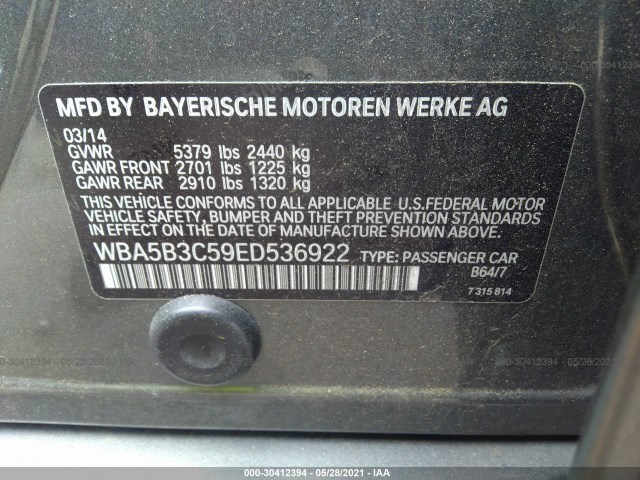 MFD BY BAYERISCHE MOTOREN WERKE AG
03/14
GVWR 5379 lbs 2440 kg
GAWR FRONT 2701 lbs 1225 kg
GAWR REAR 2910 lbs 1320 kg
THIS VEHICLE CONFORMS TO ALL APPLICABLE U.S.FEDERAL MOTOR
VEHICLE SAFETY, BUMPER AND THEFT PREVENTION STANDARDS
IN EFFECT ON THE DATE OF MANUFACTURE SHOWN ABOVE.
WBA5B3C59ED536922 TYPE: PASSENGER CAR
B64/7
7 315 814
000-30412394 - 05/28/2021 - IAA